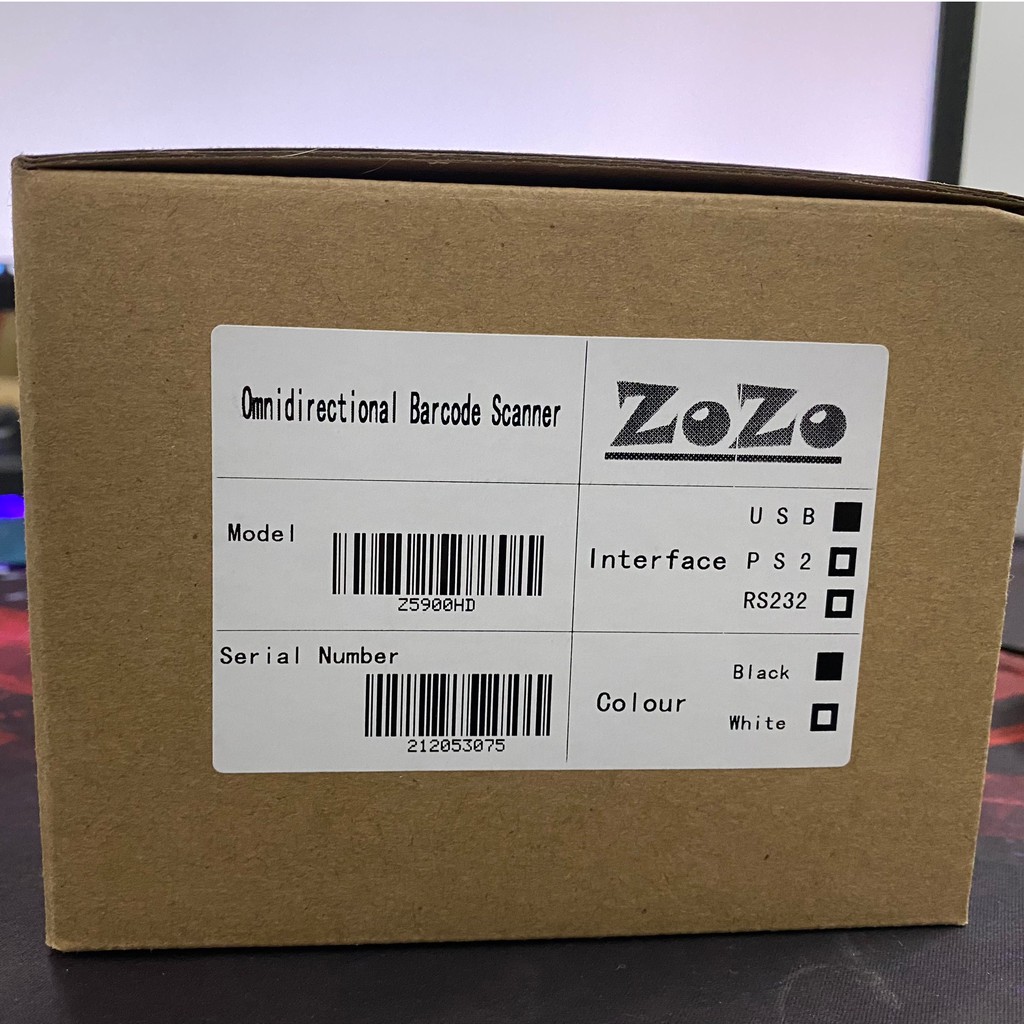 Omnidirectional Barcode Scanner
ZoZo
Model
Z5900HD
Interface
USB
PS2
RS232
Serial Number
212053075
Colour
Black
White